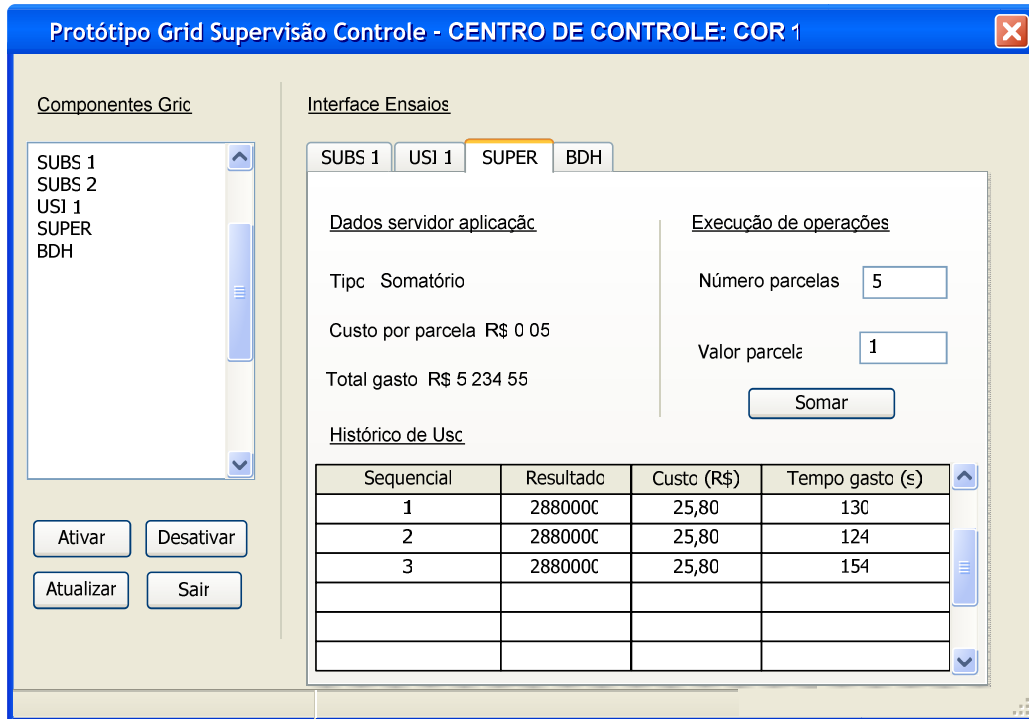 Protótipo Grid Supervisão Controle - CENTRO DE CONTROLE: COR 1
Componentes Grid
SUBS 1
SUBS 2
USI 1
SUPER
BDH
Ativar
Desativar
Atualizar
Sair
Interface Ensaios
SUBS 1
USI 1
SUPER
BDH
Dados servidor aplicação
Tipo Somatório
Custo por parcela R$ 0 05
Total gasto R$ 5 234 55
Execução de operações
Número parcelas 5
Valor parcela 1
Somar
Histórico de Uso
Sequencial Resultado Custo (R$) Tempo gasto (s)
1 2880000 25,80 130
2 2880000 25,80 124
3 2880000 25,80 154